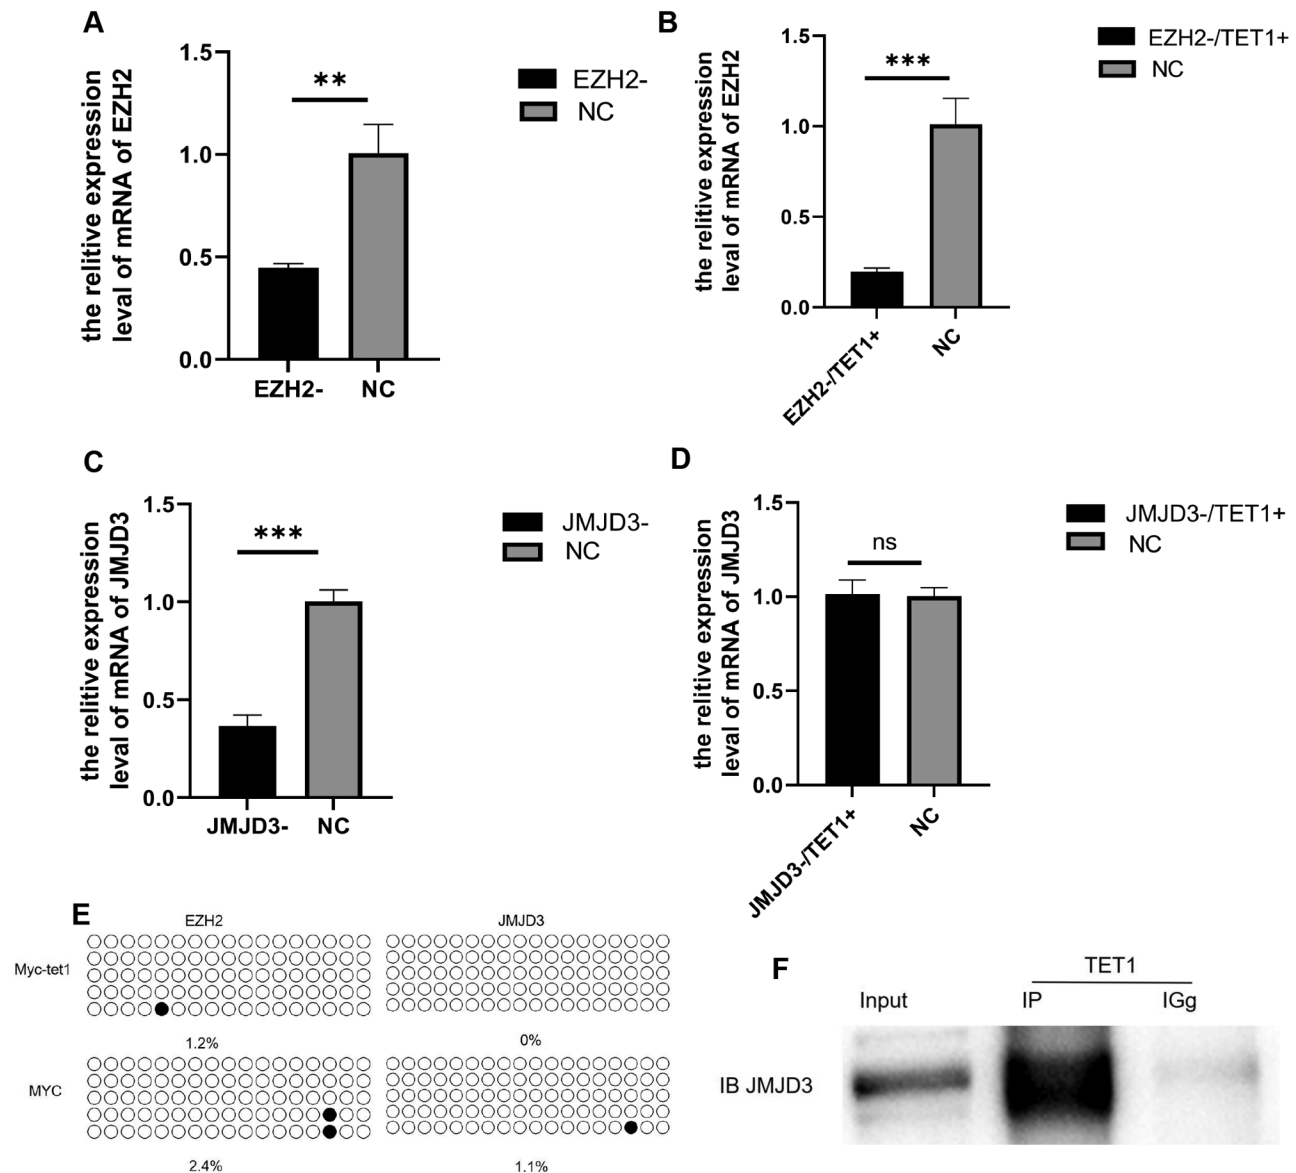 A
the relitive expression
leval of mRNA of EZH2
1.5
1.0
0.5
0.0
**
EZH2-
NC
EZH2-
NC
B
the relitive expression
leval of mRNA of EZH2
1.5
1.0
0.5
0.0
***
EZH2-/TET1+
NC
EZH2-/TET1+
NC
C
the relitive expression
leval of mRNA of JMJD3
1.5
1.0
0.5
0.0
***
JMJD3-
NC
JMJD3-
NC
D
the relitive expression
leval of mRNA of JMJD3
1.5
1.0
0.5
0.0
ns
JMJD3-/TET1+
NC
JMJD3-/TET1+
NC
E
EZH2
JMJD3
Myc-tet1
1.2%
0%
MYC
2.4%
1.1%
F
TET1
Input
IP
IGg
IB JMJD3